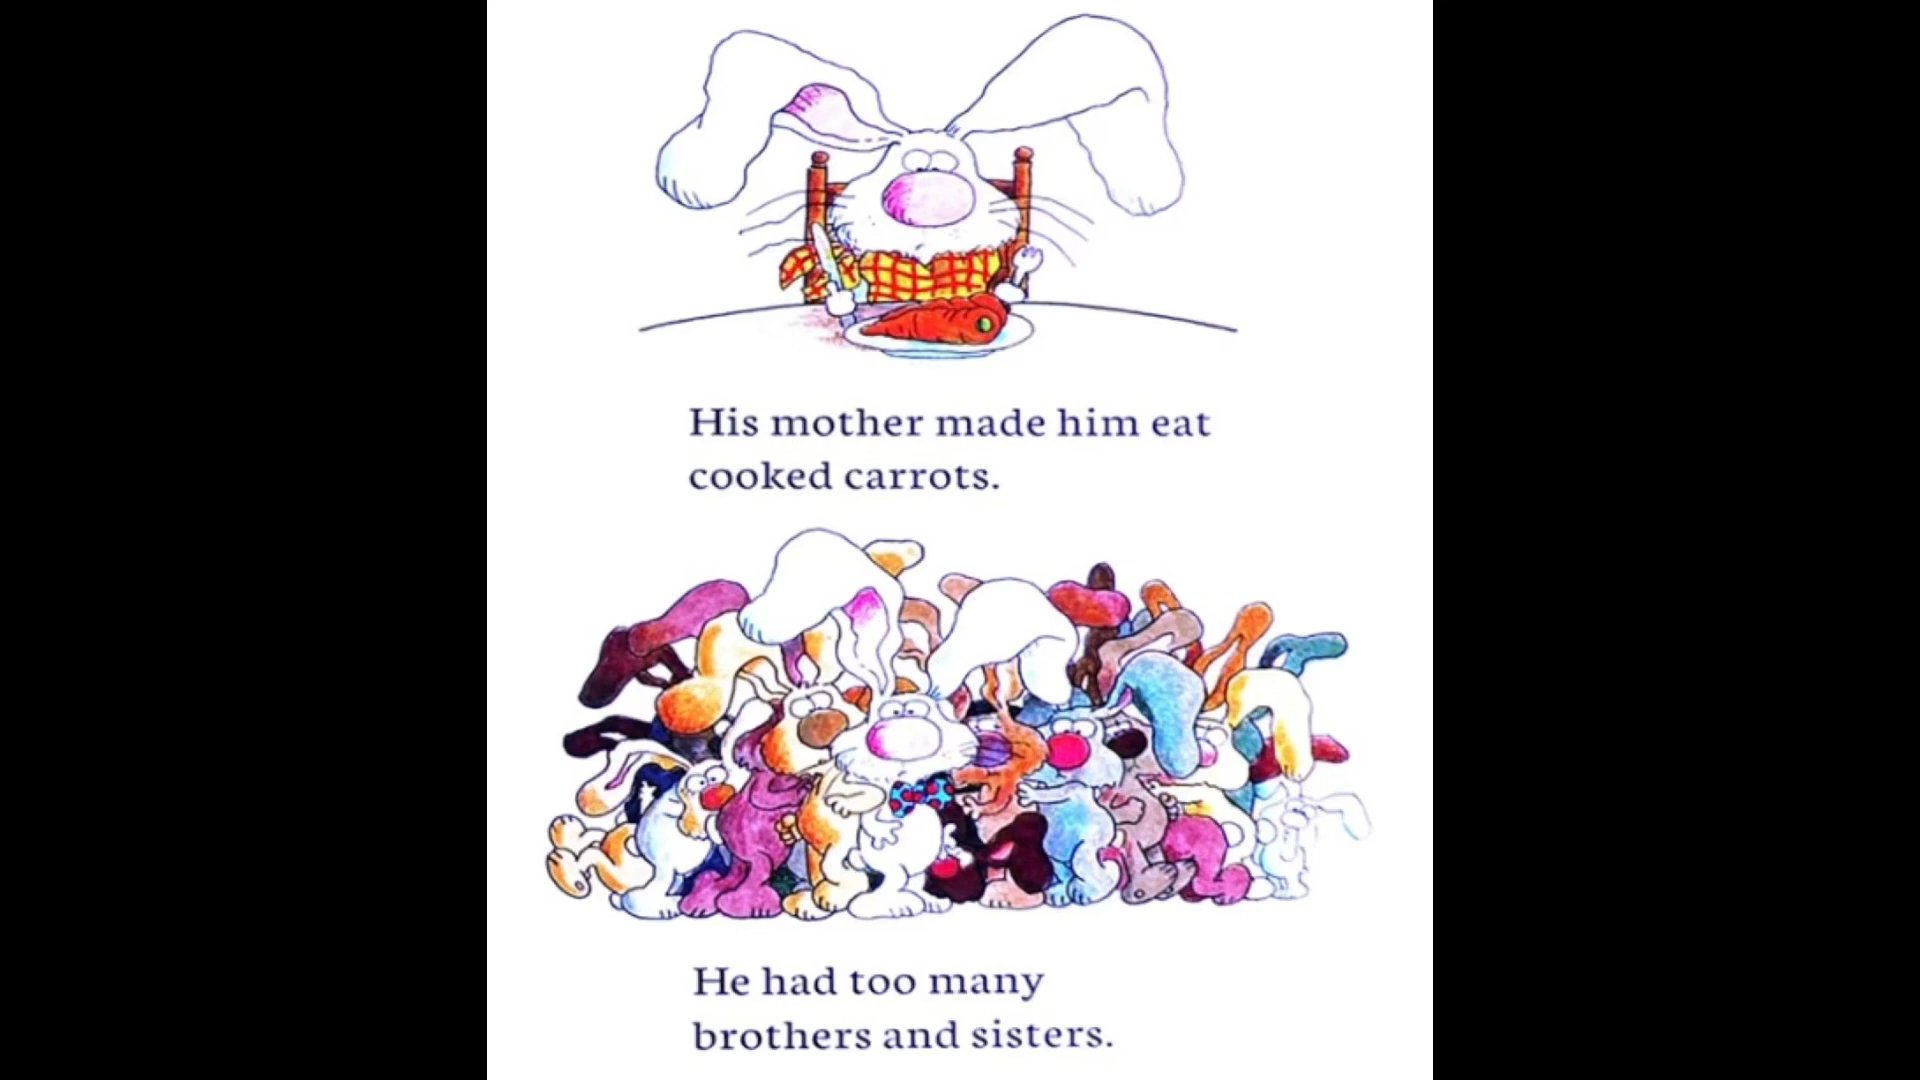 His mother made him eat
cooked carrots.
He had too many
brothers and sisters.